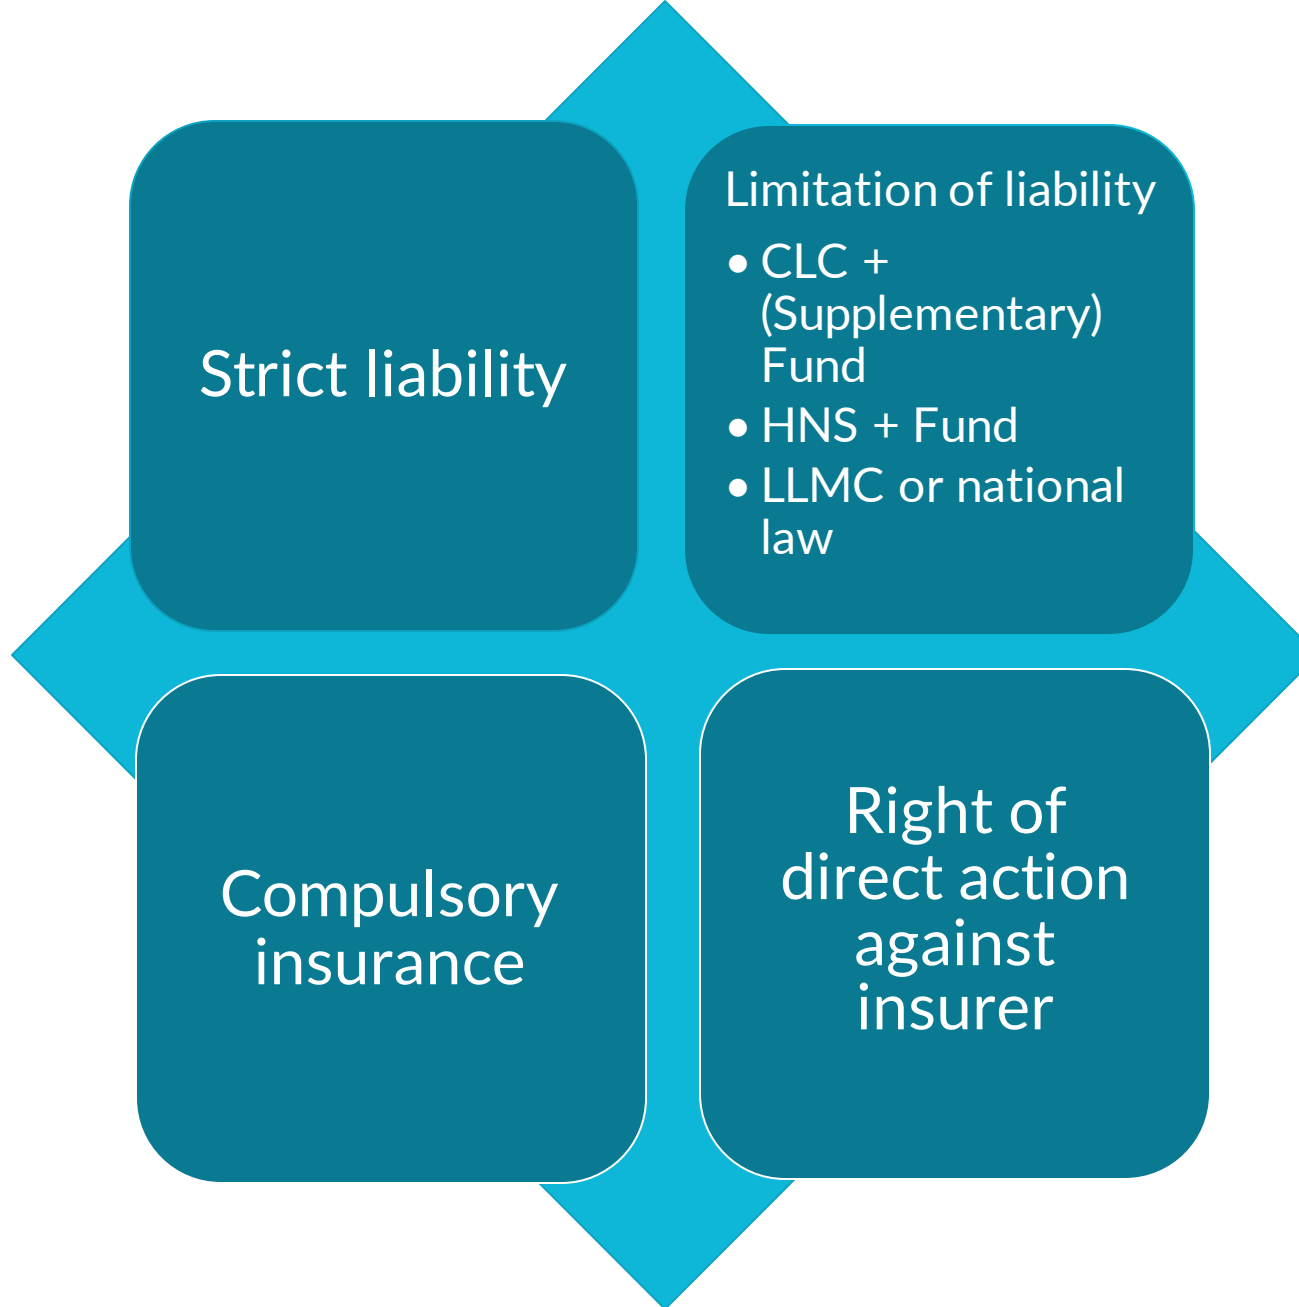 Strict liability
Limitation of liability
• CLC +
(Supplementary)
Fund
• HNS + Fund
• LLMC or national
law
Compulsory
insurance
Right of
direct action
against
insurer